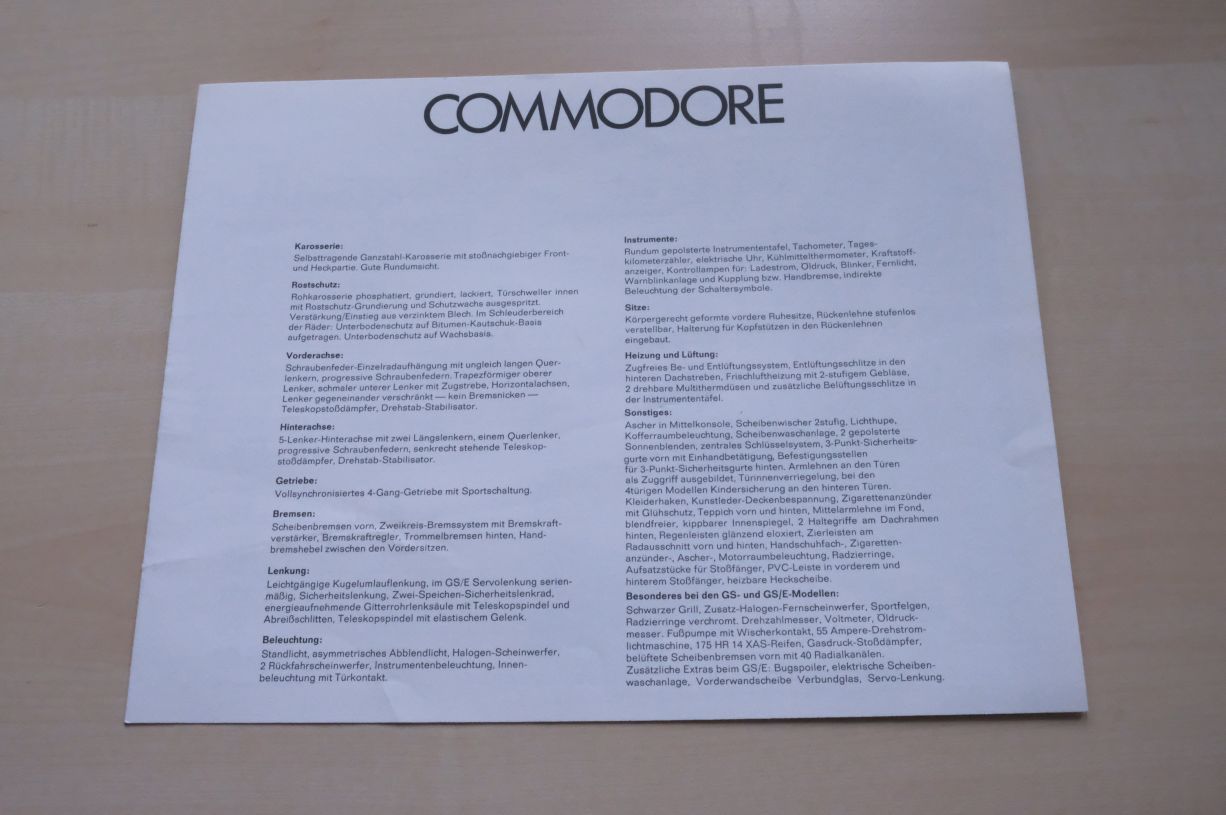 COMMODORE
Karosserie:
Selbsttragende Ganzstahl-Karosserie mit stoßnachgiebiger Front-
und Heckpartie. Gute Rundumsicht.
Rostschutz:
Rohkarosserie phosphatiert, grundiert, lackiert, Türschweller innen
mit Rostschutz-Grundierung und Schutzwachs ausgespritzt.
Verstärkung/Einstieg aus verzinktem Blech. Im Schleuderbereich
der Räder: Unterbodenschutz auf Bitumen-Kautschuk-Basis
aufgetragen. Unterbodenschutz auf Wachsbasis.
Vorderachse:
Schraubenfeder-Einzelradaufhängung mit ungleich langen Quer-
lenkern, progressive Schraubenfedern. Trapezförmiger oberer
Lenker, schmaler unterer Lenker mit Zugstrebe, Horizontalachsen,
Lenker gegeneinander verschränkt — kein Bremsnicken —
Teleskopstoßdämpfer, Drehstab-Stabilisator.
Hinterachse:
5-Lenker-Hinterachse mit zwei Längslenkern, einem Querlenker,
progressive Schraubenfedern, senkrecht stehende Teleskop-
stoßdämpfer, Drehstab-Stabilisator.
Getriebe:
Vollsynchronisiertes 4-Gang-Getriebe mit Sportschaltung.
Bremsen:
Scheibenbremsen vorn, Zweikreis-Bremssystem mit Bremskraft-
verstärker, Bremskraftregler, Trommelbremsen hinten, Hand-
bremshebel zwischen den Vordersitzen.
Lenkung:
Leichtgängige Kugelumlauflenkung, im GS/E Servolenkung serien-
mäßig, Sicherheitslenkung, Zwei-Speichen-Sicherheitslenkrad,
energieaufnehmende Gitterrohrlenksäule mit Teleskopspindel und
Abreißschlitten, Teleskopspindel mit elastischem Gelenk.
Beleuchtung:
Standlicht, asymmetrisches Abblendlicht, Halogen-Scheinwerfer,
2 Rückfahrscheinwerfer, Instrumentenbeleuchtung, Innen-
beleuchtung mit Türkontakt.
Instrumente:
Rundum gepolsterte Instrumententafel, Tachometer, Tages-
kilometerzähler, elektrische Uhr, Kühlmittelthermometer, Kraftstoff-
anzeiger, Kontrollampen für: Ladestrom, Öldruck, Blinker, Fernlicht,
Warnblinkanlage und Kupplung bzw. Handbremse, indirekte
Beleuchtung der Schaltersymbole.
Sitze:
Körpergerecht geformte vordere Ruhesitze, Rückenlehne stufenlos
verstellbar, Halterung für Kopfstützen in den Rückenlehnen
eingebaut.
Heizung und Lüftung:
Zugfreies Be- und Entlüftungssystem, Entlüftungsschlitze in den
hinteren Dachstreben, Frischluftheizung mit 2-stufigem Gebläse,
2 drehbare Multithermdüsen und zusätzliche Belüftungsschlitze in
der Instrumententafel.
Sonstiges:
Ascher in Mittelkonsole, Scheibenwischer 2stufig, Lichthupe,
Kofferraumbeleuchtung, Scheibenwaschanlage, 2 gepolsterte
Sonnenblenden, zentrales Schlüsselsystem, 3-Punkt-Sicherheits-
gurte vorn mit Einhandbetätigung, Befestigungsstellen
für 3-Punkt-Sicherheitsgurte hinten. Armlehnen an den Türen
als Zuggriff ausgebildet, Türinnenverriegelung, bei den
4türigen Modellen Kindersicherung an den hinteren Türen.
Kleiderhaken, Kunstleder-Deckenbespannung, Zigarettenanzünder
mit Glühschutz, Teppich vorn und hinten, Mittelarmlehne im Fond,
blendfreier, kippbarer Innenspiegel, 2 Haltegriffe am Dachrahmen
hinten, Regenleisten glänzend eloxiert, Zierleisten am
Radausschnitt vorn und hinten, Handschuhfach-, Zigaretten-
anzünder-, Ascher-, Motorraumbeleuchtung, Radzierringe,
Aufsatzstücke für Stoßfänger, PVC-Leiste in vorderem und
hinterem Stoßfänger, heizbare Heckscheibe.
Besonderes bei den GS- und GS/E-Modellen:
Schwarzer Grill, Zusatz-Halogen-Fernscheinwerfer, Sportfelgen,
Radzierringe verchromt. Drehzahlmesser, Voltmeter, Öldruck-
messer. Fußpumpe mit Wischerkontakt, 55 Ampere-Drehstrom-
lichtmaschine, 175 HR 14 XAS-Reifen, Gasdruck-Stoßdämpfer,
belüftete Scheibenbremsen vorn mit 40 Radialkanälen.
Zusätzliche Extras beim GS/E: Bugspoiler, elektrische Scheiben-
waschanlage, Vorderwandscheibe Verbundglas, Servo-Lenkung.